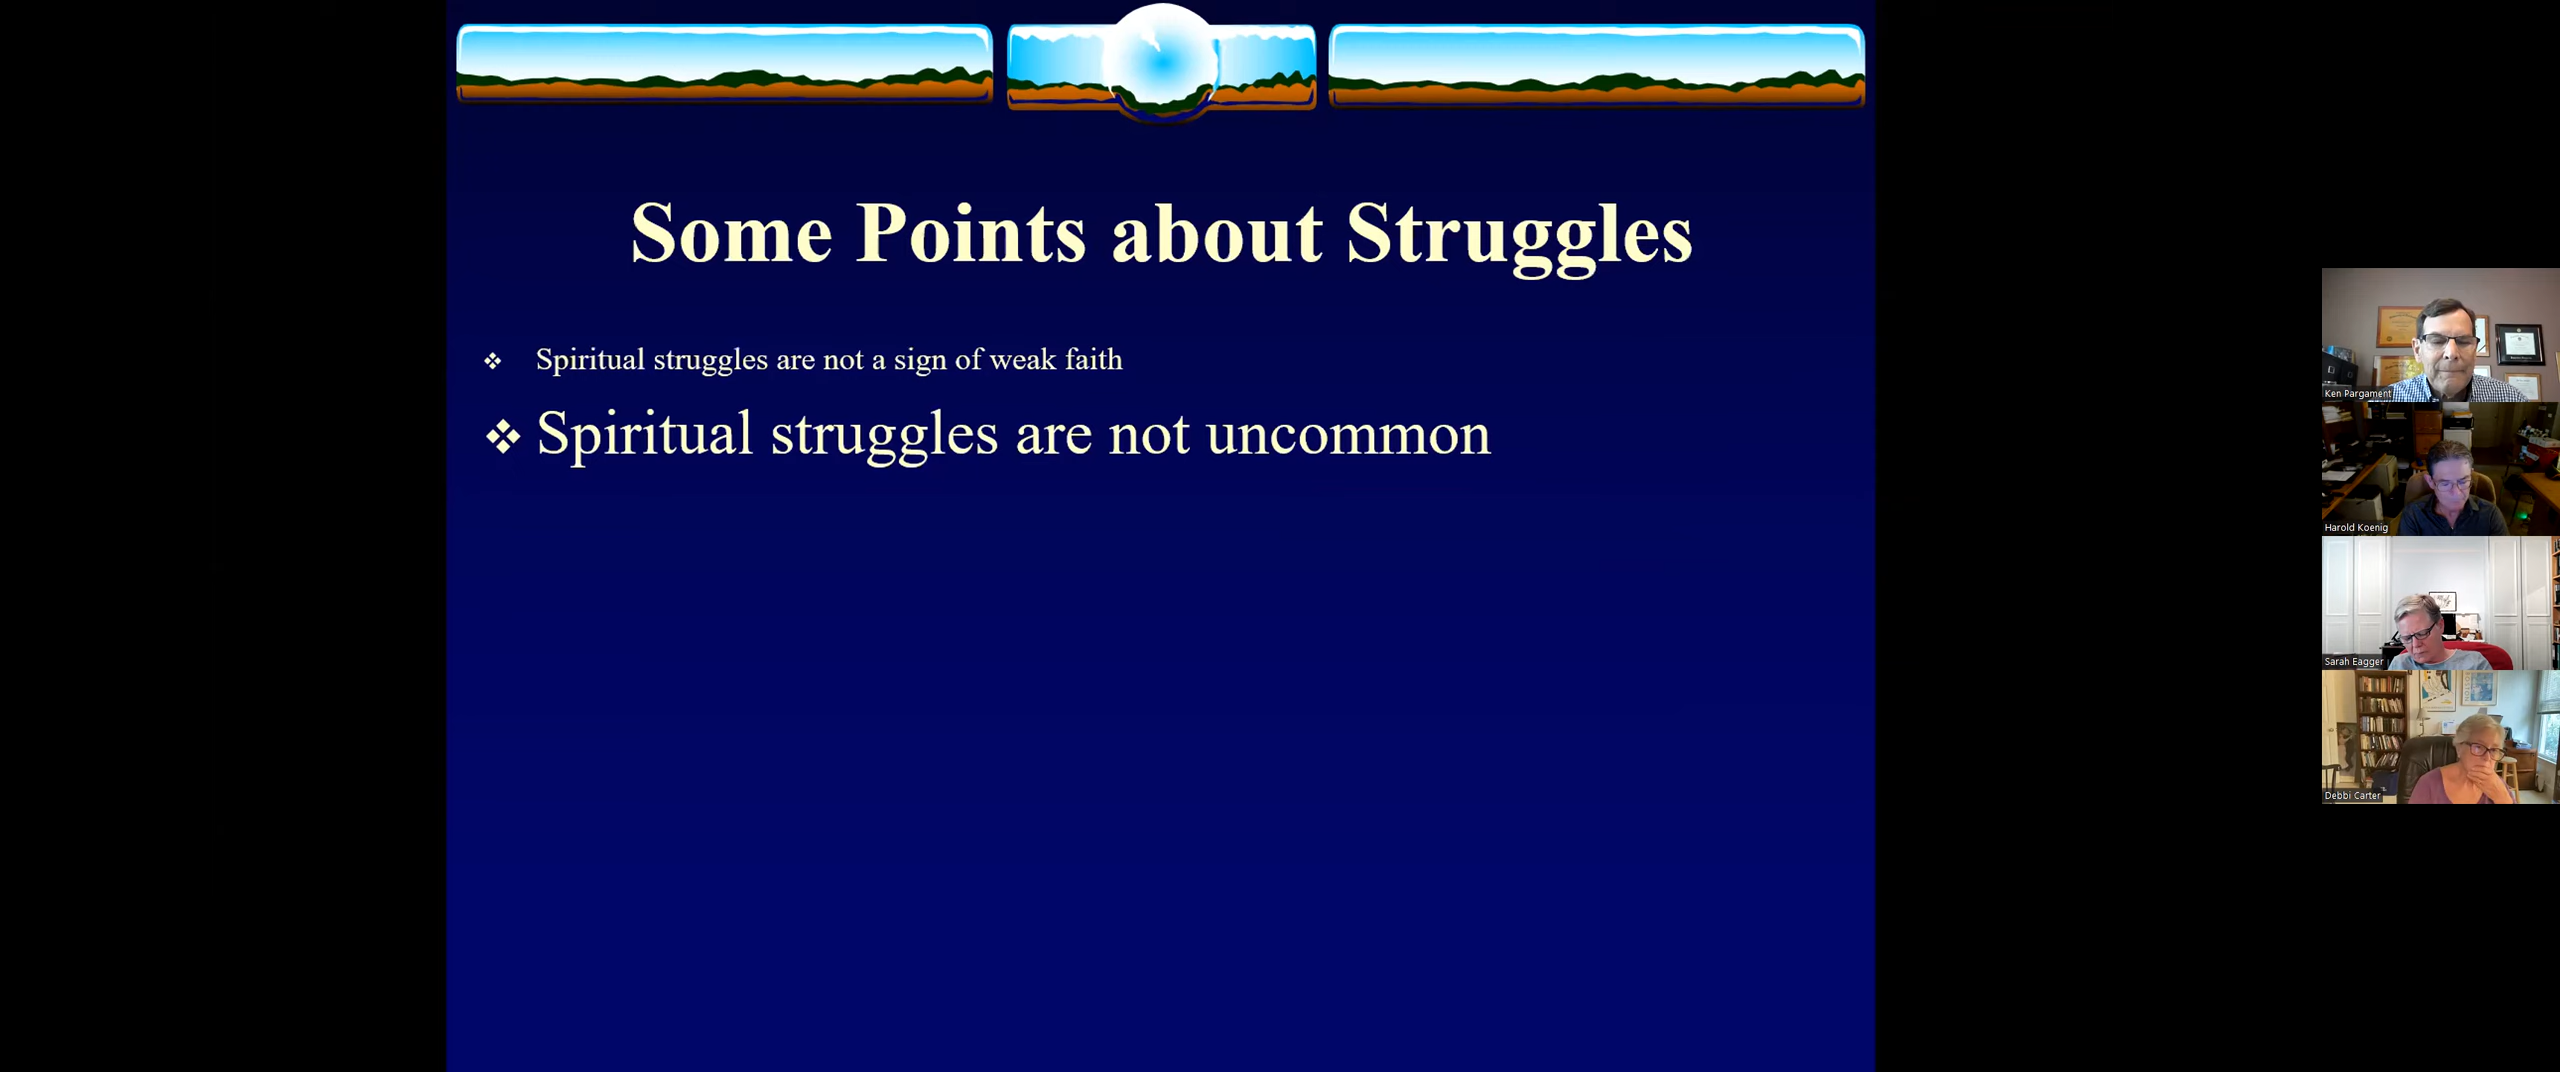 Some Points about Struggles
❖ Spiritual struggles are not a sign of weak faith
❖ Spiritual struggles are not uncommon
Ken Pargament
Harold Koenig
Sarah Eagger
Debbi Carter